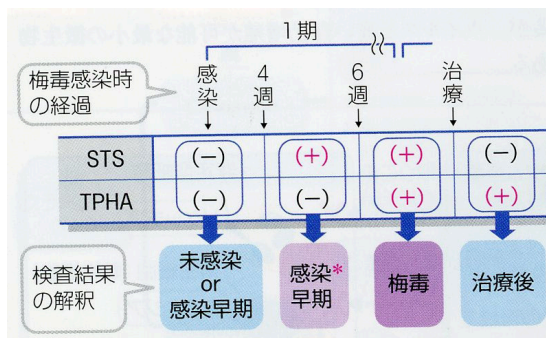 1期
梅毒感染時
の経過
感染
4週
6週
治療
STS (−) (+) (+) (−)
TPHA (−) (−) (+) (+)
検査結果
の解釈
未感染
or
感染早期
感染*
早期
梅毒
治療後